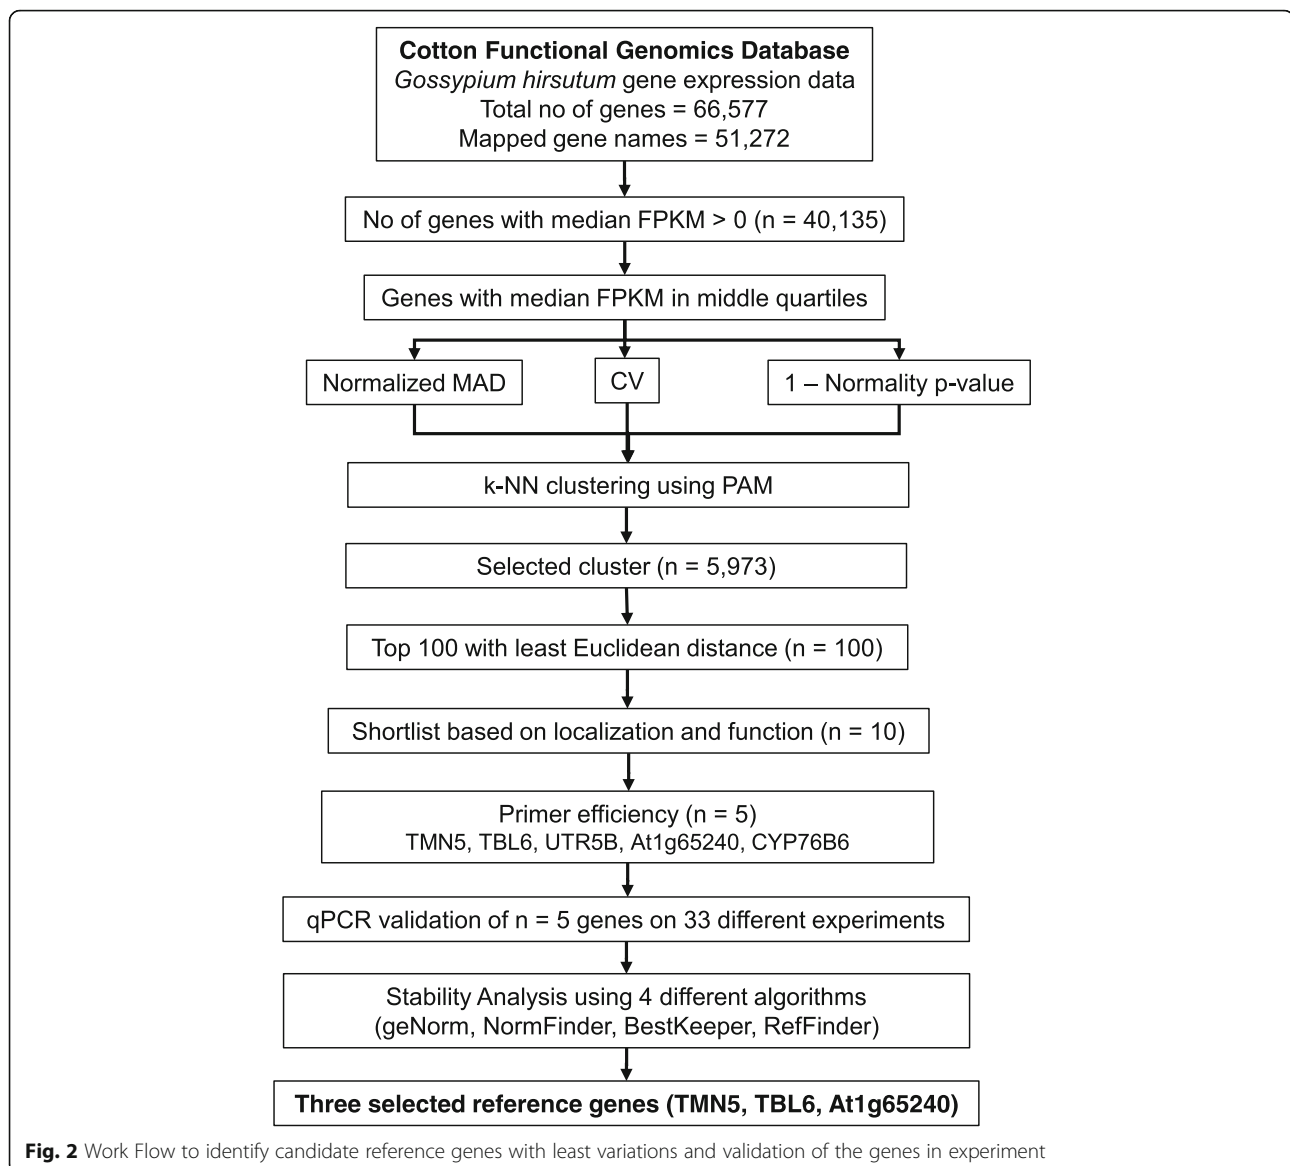 Cotton Functional Genomics Database
Gossypium hirsutum gene expression data
Total no of genes = 66,577
Mapped gene names = 51,272
No of genes with median FPKM > 0 (n = 40,135)
Genes with median FPKM in middle quartiles
Normalized MAD
CV
1 – Normality p-value
k-NN clustering using PAM
Selected cluster (n = 5,973)
Top 100 with least Euclidean distance (n = 100)
Shortlist based on localization and function (n = 10)
Primer efficiency (n = 5)
TMN5, TBL6, UTR5B, At1g65240, CYP76B6
qPCR validation of n = 5 genes on 33 different experiments
Stability Analysis using 4 different algorithms
(geNorm, NormFinder, BestKeeper, RefFinder)
Three selected reference genes (TMN5, TBL6, At1g65240)
Fig. 2 Work Flow to identify candidate reference genes with least variations and validation of the genes in experiment